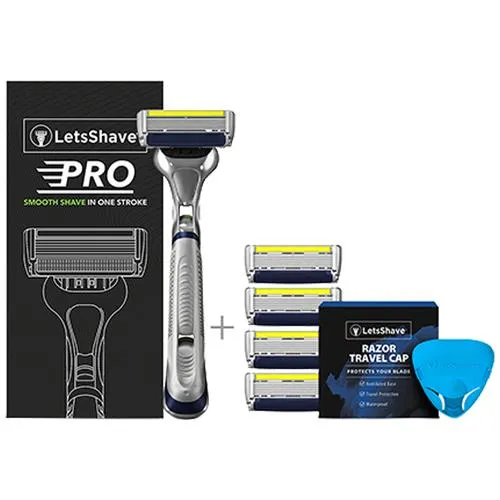 LetsShave
PRO
SMOOTH SHAVE IN ONE STROKE
+
LetsShave
RAZOR
TRAVEL CAP
PROTECTS YOUR BLADE
Ventilated Base
Travel Protection
Waterproof